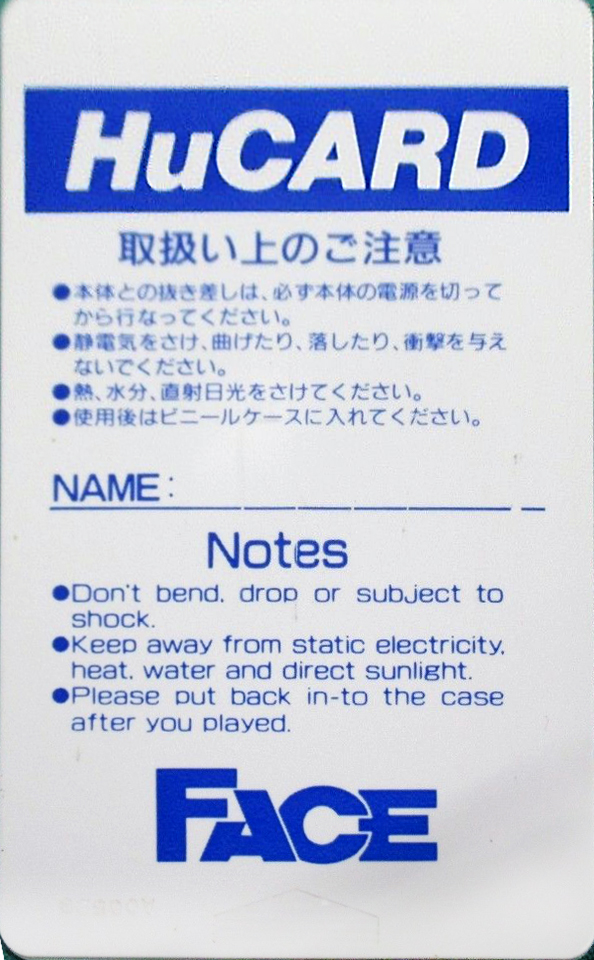 HuCARD
取扱い上のご注意
●本体との抜き差しは、必ず本体の電源を切って
から行なってください。
●静電気をさけ、曲げたり、落したり、衝撃を与え
ないでください。
●熱、水分、直射日光をさけてください。
●使用後はビニールケースに入れてください。
NAME:
Notes
●Don't bend, drop or subject to
shock.
●Keep away from static electricity,
heat, water and direct sunlight.
●Please put back in-to the case
after you played.
FACE